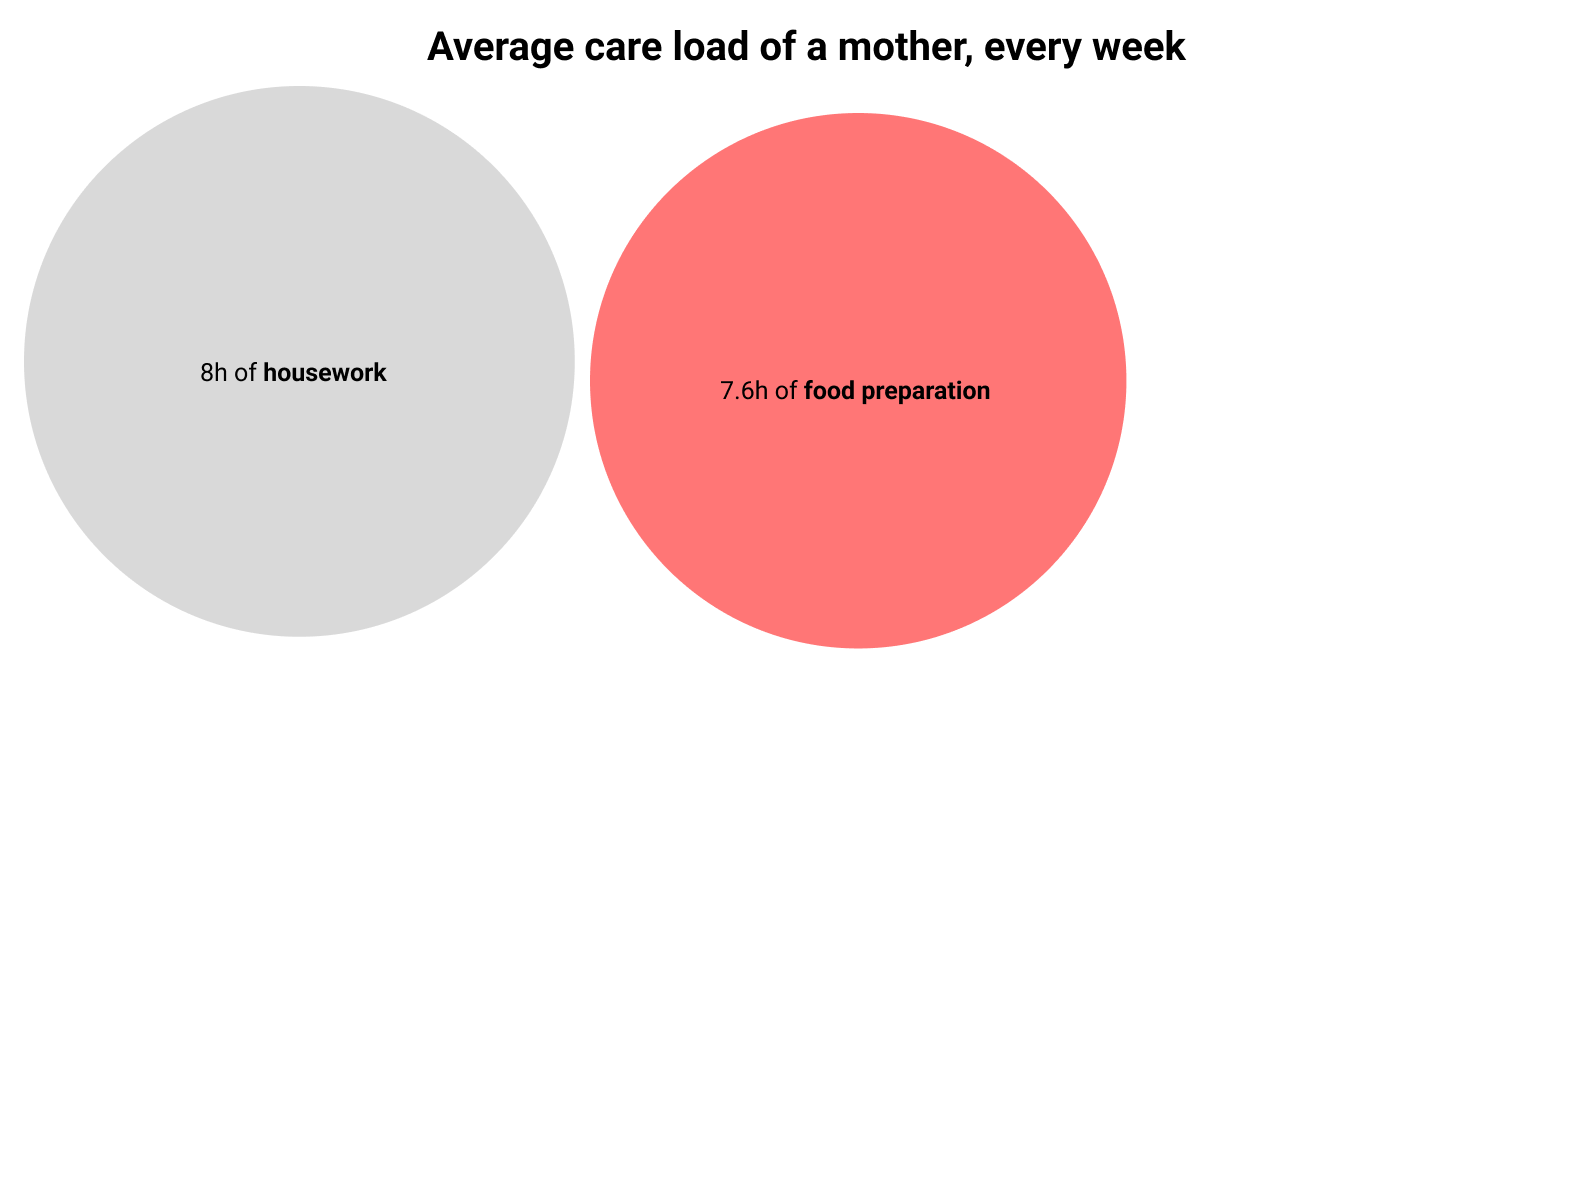 Average care load of a mother, every week
8h of housework
7.6h of food preparation